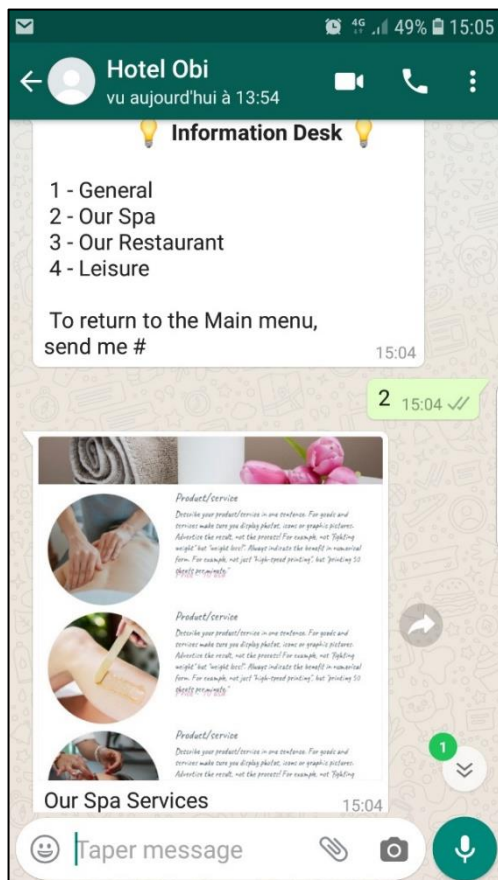 4G 49% 15:05
Hotel Obi
vu aujourd'hui à 13:54
Information Desk
1 - General
2 - Our Spa
3 - Our Restaurant
4 - Leisure
To return to the Main menu,
send me #
15:04
2 15:04
Product/service
Describe your product/service in one sentence. For goods and
services make sure you display photos, icons or graphic pictures.
Advertise the result, not the process! For example, not "fighting
weight" but "weight loss!". Always indicate the benefit in numerical
form. For example, not just "high-speed printing", but "printing 50
sheets per minute."
Product/service
Describe your product/service in one sentence. For goods and
services make sure you display photos, icons or graphic pictures.
Advertise the result, not the process! For example, not "fighting
weight" but "weight loss!". Always indicate the benefit in numerical
form. For example, not just "high-speed printing", but "printing 50
sheets per minute."
Product/service
Describe your product/service in one sentence. For goods and
services make sure you display photos, icons or graphic pictures.
Advertise the result, not the process! For example, not "fighting
1
Our Spa Services
15:04
Taper message